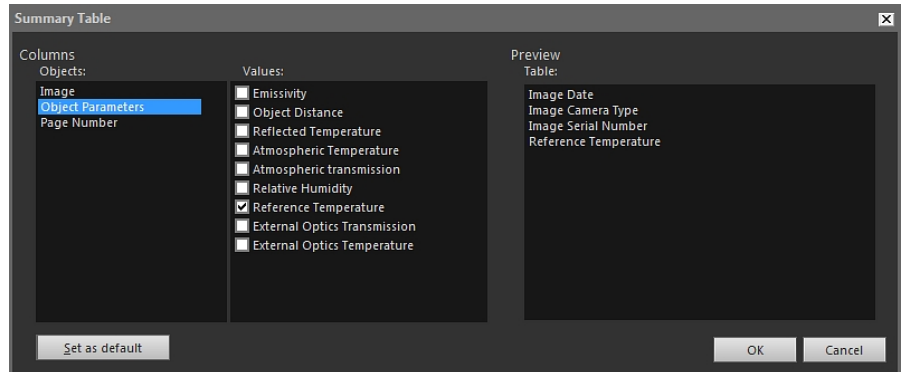 Summary Table
Columns
Objects:
Image
Object Parameters
Page Number
Values:
Emissivity
Object Distance
Reflected Temperature
Atmospheric Temperature
Atmospheric transmission
Relative Humidity
Reference Temperature
External Optics Transmission
External Optics Temperature
Preview
Table:
Image Date
Image Camera Type
Image Serial Number
Reference Temperature
Set as default
OK
Cancel